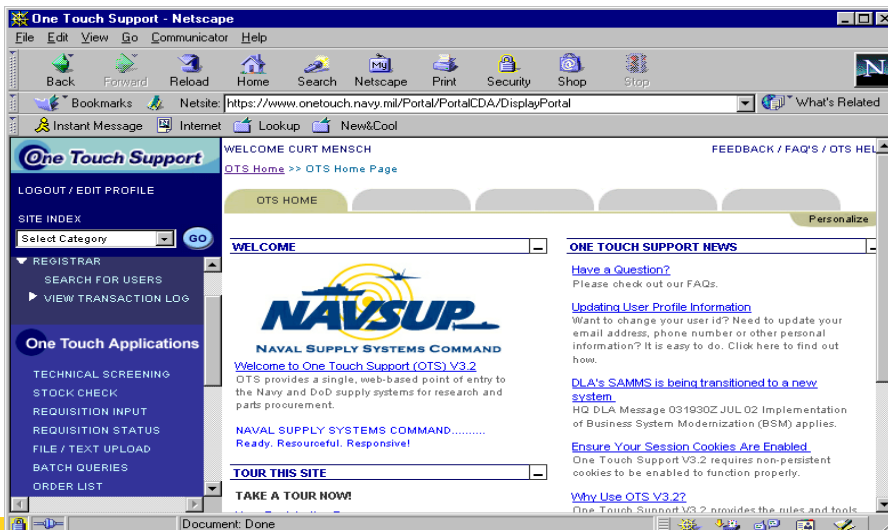 One Touch Support - Netscape
File Edit View Go Communicator Help
Back Forward Reload Home Search Netscape Print Security Shop Stop
My
N
Bookmarks Netsite: https://www.onetouch.navy.mil/Portal/PortalCDA/DisplayPortal What's Related
Instant Message Internet Lookup New&Cool
One Touch Support
LOGOUT / EDIT PROFILE
SITE INDEX
Select Category GO
REGISTRAR
SEARCH FOR USERS
VIEW TRANSACTION LOG
One Touch Applications
TECHNICAL SCREENING
STOCK CHECK
REQUISITION INPUT
REQUISITION STATUS
FILE / TEXT UPLOAD
BATCH QUERIES
ORDER LIST
WELCOME CURT MENSCH FEEDBACK / FAQ'S / OTS HEL
OTS Home >> OTS Home Page
OTS HOME
Personalize
WELCOME
NAVSUP
NAVAL SUPPLY SYSTEMS COMMAND
Welcome to One Touch Support (OTS) V3.2
OTS provides a single, web-based point of entry to
the Navy and DoD supply systems for research and
parts procurement.
NAVAL SUPPLY SYSTEMS COMMAND..........
Ready. Resourceful. Responsive!
TOUR THIS SITE
TAKE A TOUR NOW!
ONE TOUCH SUPPORT NEWS
Have a Question?
Please check out our FAQs.
Updating User Profile Information
Want to change your user id? Need to update your
email address, phone number or other personal
information? It is easy to do. Click here to find out
how.
DLA's SAMMS is being transitioned to a new
system
HQ DLA Message 031930Z JUL 02 Implementation
of Business System Modernization (BSM) applies.
Ensure Your Session Cookies Are Enabled
One Touch Support V3.2 requires non-persistent
cookies to be enabled to function properly.
Why Use OTS V3.2?
One Touch Support V3.2 provides the rules and tools
Document: Done